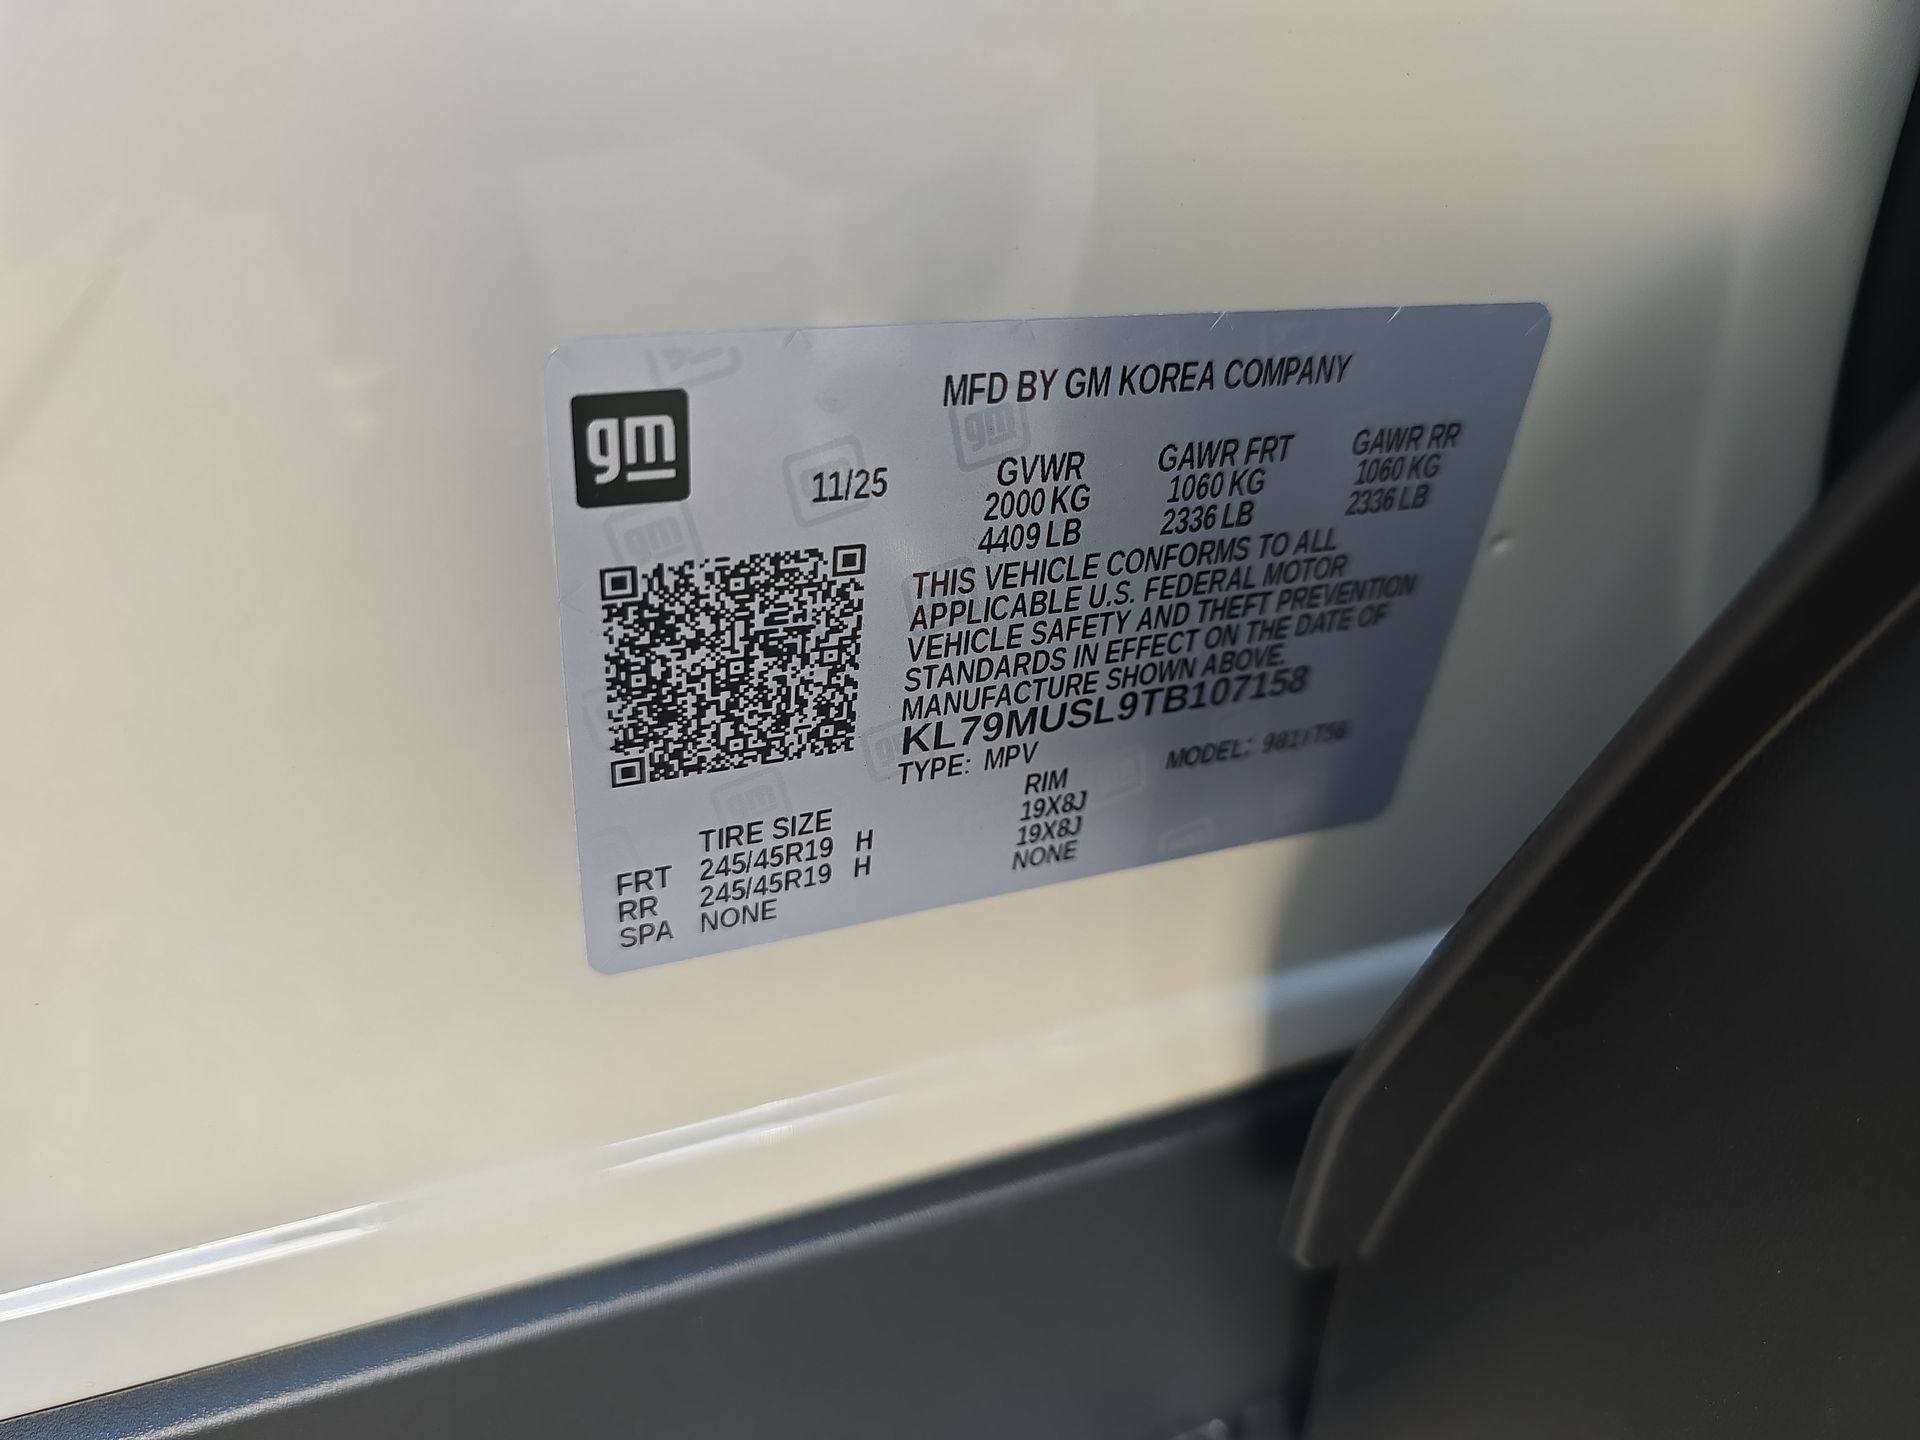 gm
MFD BY GM KOREA COMPANY
11/25
GVWR GAWR FRT GAWR RR
2000 KG 1060 KG 1060 KG
4409 LB 2336 LB 2336 LB
THIS VEHICLE CONFORMS TO ALL
APPLICABLE U.S. FEDERAL MOTOR
VEHICLE SAFETY AND THEFT PREVENTION
STANDARDS IN EFFECT ON THE DATE OF
MANUFACTURE SHOWN ABOVE.
KL79MUSL9TB107158
TYPE: MPV MODEL:
TIRE SIZE RIM
FRT 245/45R19 H 19X8J
RR 245/45R19 H 19X8J
SPA NONE NONE